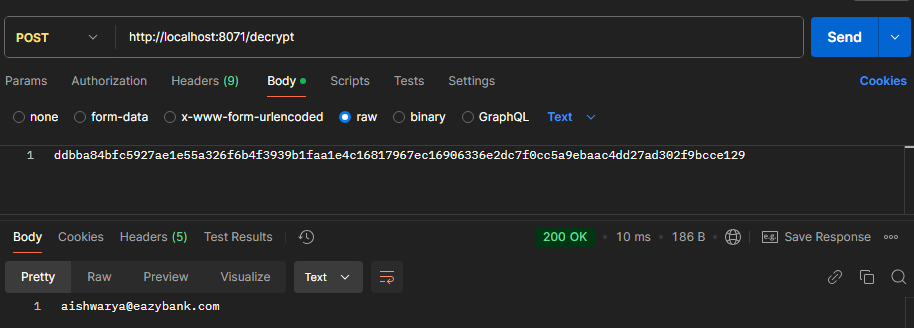 POST http://localhost:8071/decrypt Send
Params Authorization Headers (9) Body Scripts Tests Settings Cookies
none form-data x-www-form-urlencoded raw binary GraphQL Text
1 ddbba84bfc5927ae1e55a326f6b4f3939b1faa1e4c16817967ec16906336e2dc7f0cc5a9ebaac4dd27ad302f9bcce129
Body Cookies Headers (5) Test Results 200 OK • 10 ms • 186 B e.g. Save Response
Pretty Raw Preview Visualize Text
1 aishwarya@eazybank.com